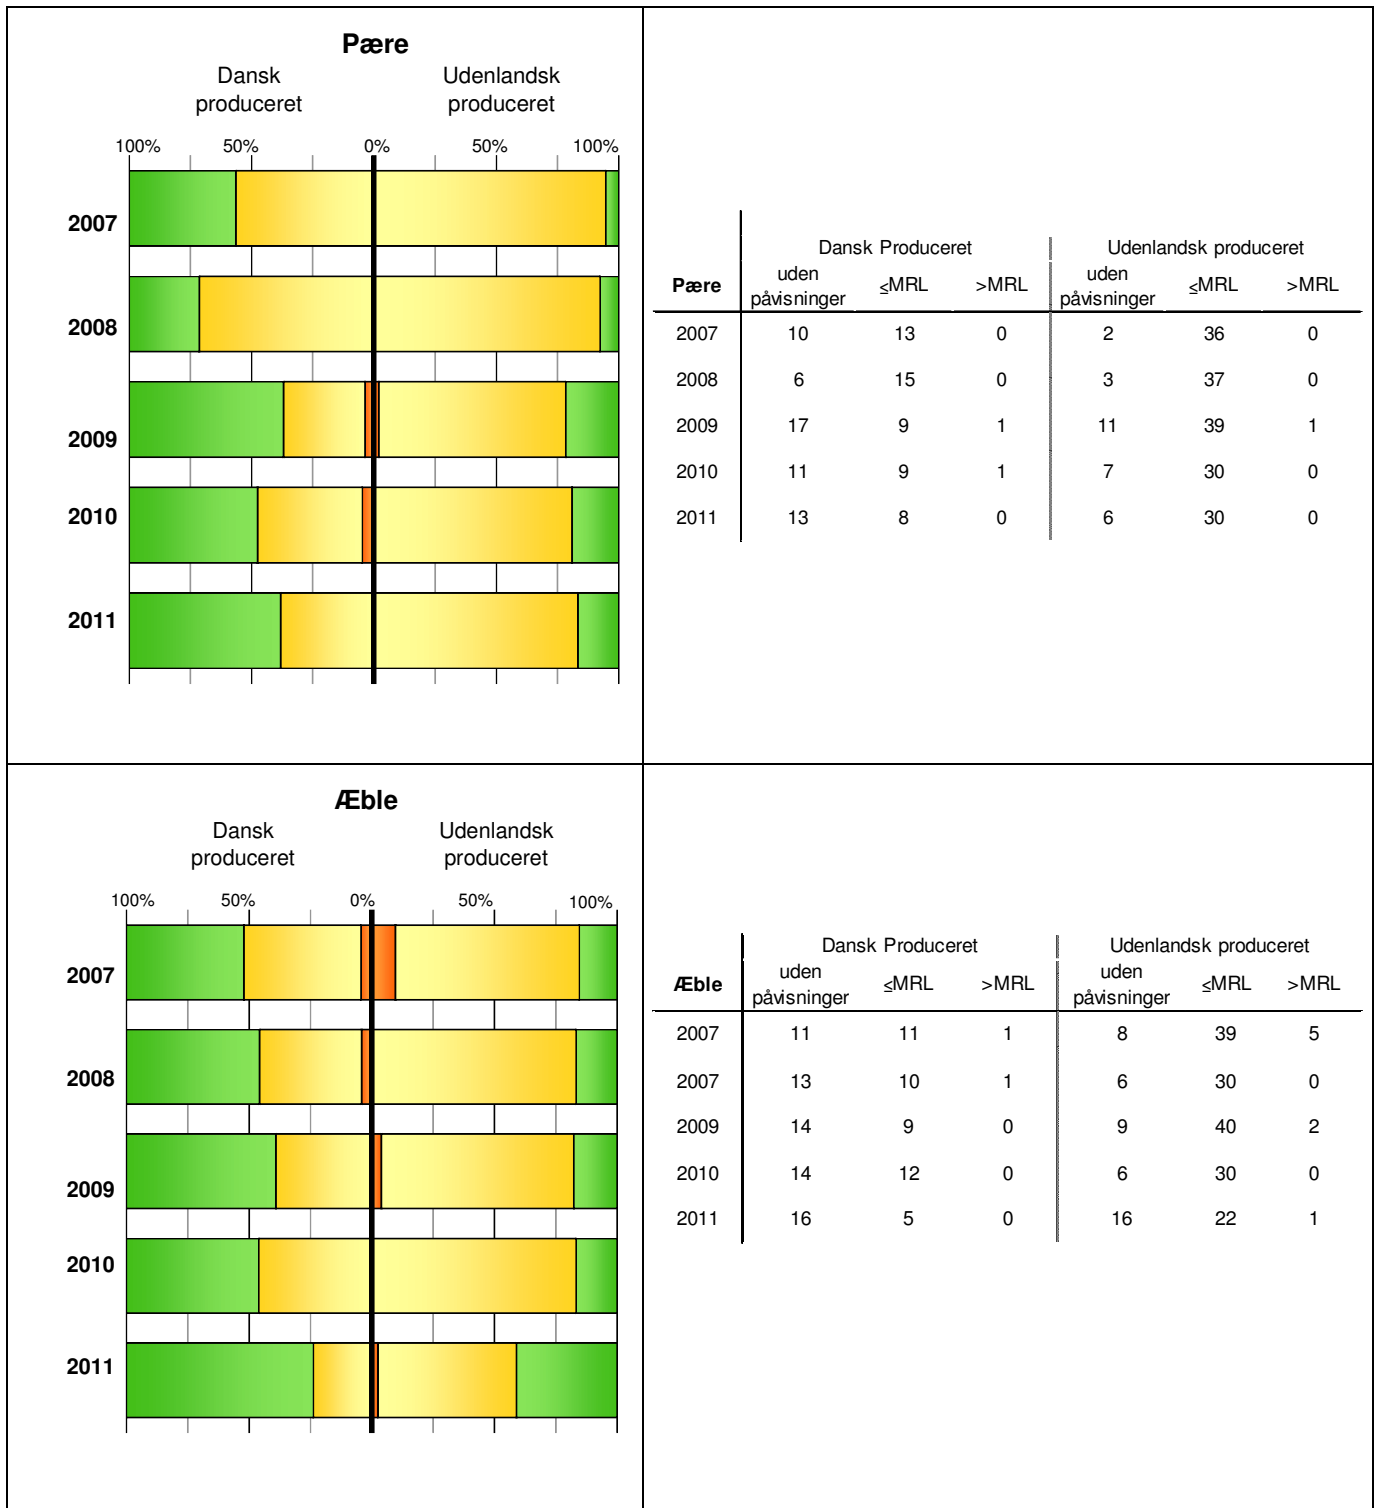 Pære
Dansk Udenlandsk
produceret produceret
100% 50% 0% 50% 100%
2007
2008
2009
2010
2011
Dansk Produceret Udenlandsk produceret
Pære uden påvisninger ≤MRL >MRL uden påvisninger ≤MRL >MRL
2007 10 13 0 2 36 0
2008 6 15 0 3 37 0
2009 17 9 1 11 39 1
2010 11 9 1 7 30 0
2011 13 8 0 6 30 0
Æble
Dansk Udenlandsk
produceret produceret
100% 50% 0% 50% 100%
2007
2008
2009
2010
2011
Dansk Produceret Udenlandsk produceret
Æble uden påvisninger ≤MRL >MRL uden påvisninger ≤MRL >MRL
2007 11 11 1 8 39 5
2007 13 10 1 6 30 0
2009 14 9 0 9 40 2
2010 14 12 0 6 30 0
2011 16 5 0 16 22 1